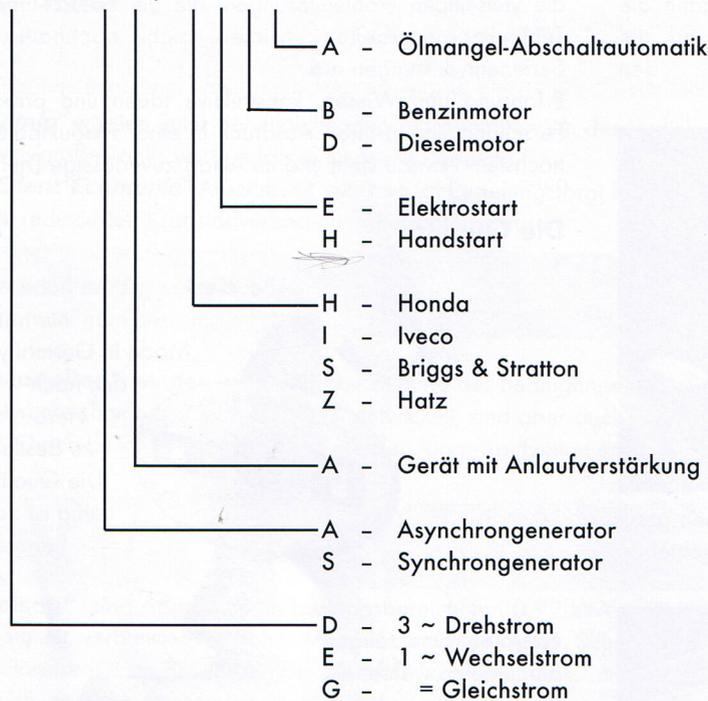 A – Ölmangel-Abschaltautomatik
B – Benzinmotor
D – Dieselmotor
E – Elektrostart
H – Handstart
H – Honda
I – Iveco
S – Briggs & Stratton
Z – Hatz
A – Gerät mit Anlaufverstärkung
A – Asynchrongenerator
S – Synchrongenerator
D – 3 ~ Drehstrom
E – 1 ~ Wechselstrom
G – = Gleichstrom